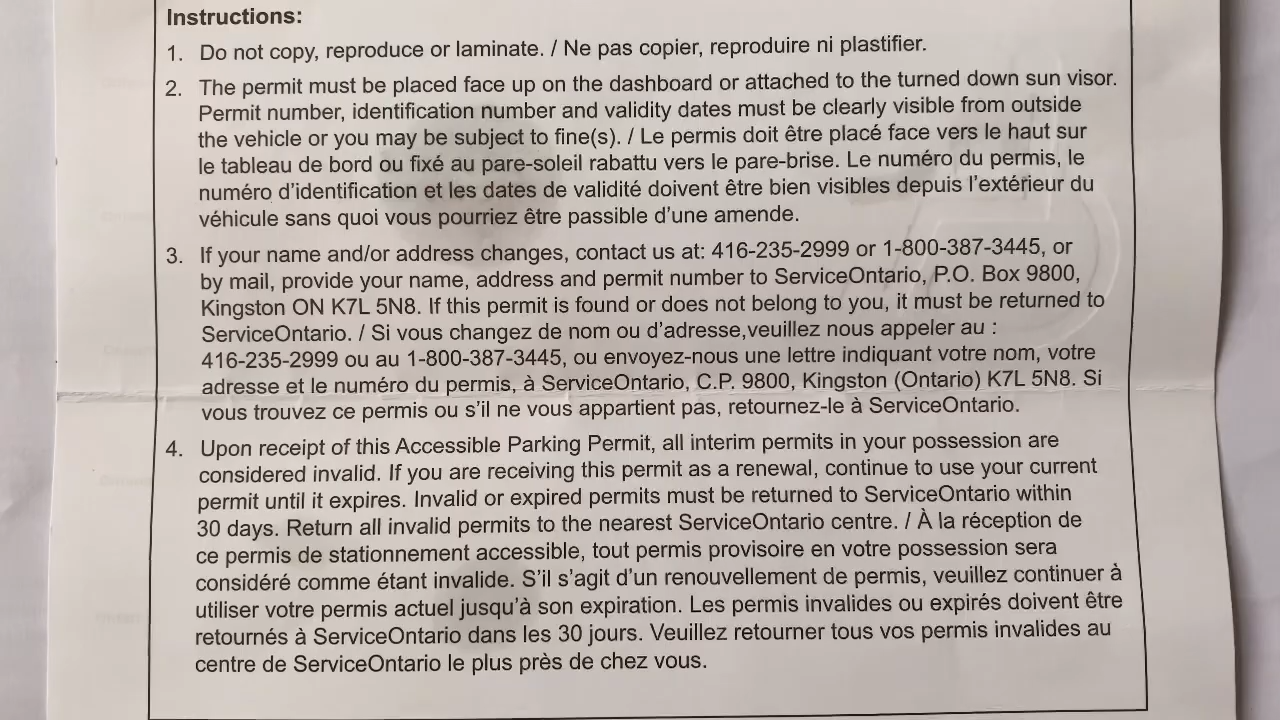 Instructions:
1. Do not copy, reproduce or laminate. / Ne pas copier, reproduire ni plastifier.
2. The permit must be placed face up on the dashboard or attached to the turned down sun visor.
Permit number, identification number and validity dates must be clearly visible from outside
the vehicle or you may be subject to fine(s). / Le permis doit être placé face vers le haut sur
le tableau de bord ou fixé au pare-soleil rabattu vers le pare-brise. Le numéro du permis, le
numéro d'identification et les dates de validité doivent être bien visibles depuis l'extérieur du
véhicule sans quoi vous pourriez être passible d'une amende.
3. If your name and/or address changes, contact us at: 416-235-2999 or 1-800-387-3445, or
by mail, provide your name, address and permit number to ServiceOntario, P.O. Box 9800,
Kingston ON K7L 5N8. If this permit is found or does not belong to you, it must be returned to
ServiceOntario. / Si vous changez de nom ou d'adresse,veuillez nous appeler au :
416-235-2999 ou au 1-800-387-3445, ou envoyez-nous une lettre indiquant votre nom, votre
adresse et le numéro du permis, à ServiceOntario, C.P. 9800, Kingston (Ontario) K7L 5N8. Si
vous trouvez ce permis ou s'il ne vous appartient pas, retournez-le à ServiceOntario.
4. Upon receipt of this Accessible Parking Permit, all interim permits in your possession are
considered invalid. If you are receiving this permit as a renewal, continue to use your current
permit until it expires. Invalid or expired permits must be returned to ServiceOntario within
30 days. Return all invalid permits to the nearest ServiceOntario centre. / À la réception de
ce permis de stationnement accessible, tout permis provisoire en votre possession sera
considéré comme étant invalide. S'il s'agit d'un renouvellement de permis, veuillez continuer à
utiliser votre permis actuel jusqu'à son expiration. Les permis invalides ou expirés doivent être
retournés à ServiceOntario dans les 30 jours. Veuillez retourner tous vos permis invalides au
centre de ServiceOntario le plus près de chez vous.